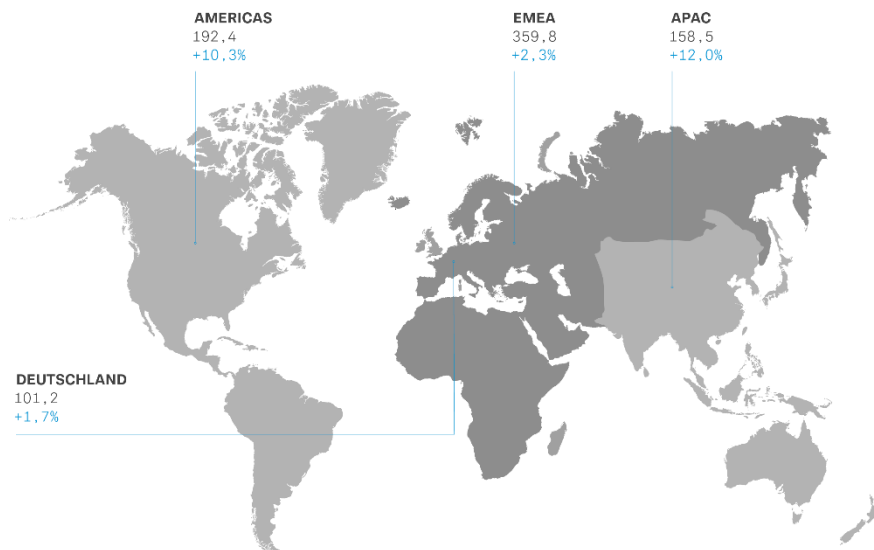 AMERICAS
192,4
+10,3%
EMEA
359,8
+2,3%
APAC
158,5
+12,0%
DEUTSCHLAND
101,2
+1,7%